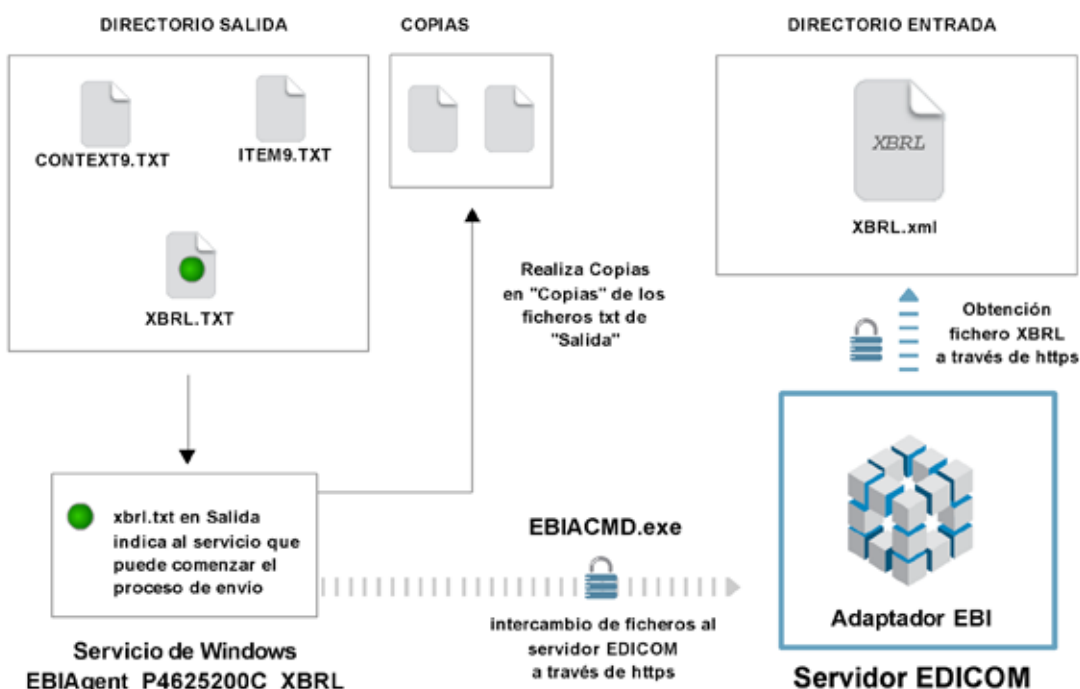 DIRECTORIO SALIDA
COPIAS
DIRECTORIO ENTRADA
CONTEXT9.TXT
ITEM9.TXT
XBRL.TXT
XBRL
XBRL.xml
Realiza Copias
en "Copias" de los
ficheros txt de
"Salida"
Obtención
fichero XBRL
a través de https
xbrl.txt en Salida
indica al servicio que
puede comenzar el
proceso de envio
Servicio de Windows
EBIAgent_P4625200C_XBRL
EBIACMD.exe
intercambio de ficheros al
servidor EDICOM
a través de https
Adaptador EBI
Servidor EDICOM